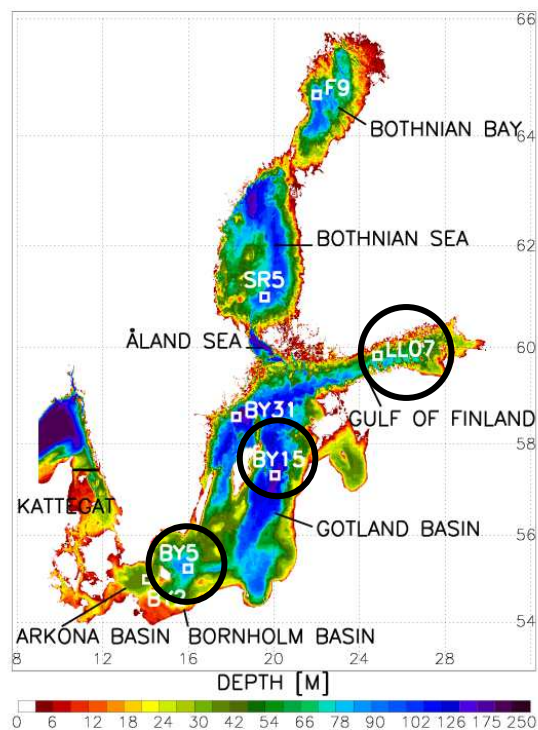 66
F9
BOTHNIAN BAY
64
BOTHNIAN SEA
62
SR5
ÅLAND SEA
LL07
60
BY31
GULF OF FINLAND
58
BY15
KATTEGAT
GOTLAND BASIN
56
BY5
ARKONA BASIN
BORNHOLM BASIN
54
8 12 16 20 24 28
DEPTH [M]
0 6 12 18 24 30 42 54 66 78 90 102 126 175 250